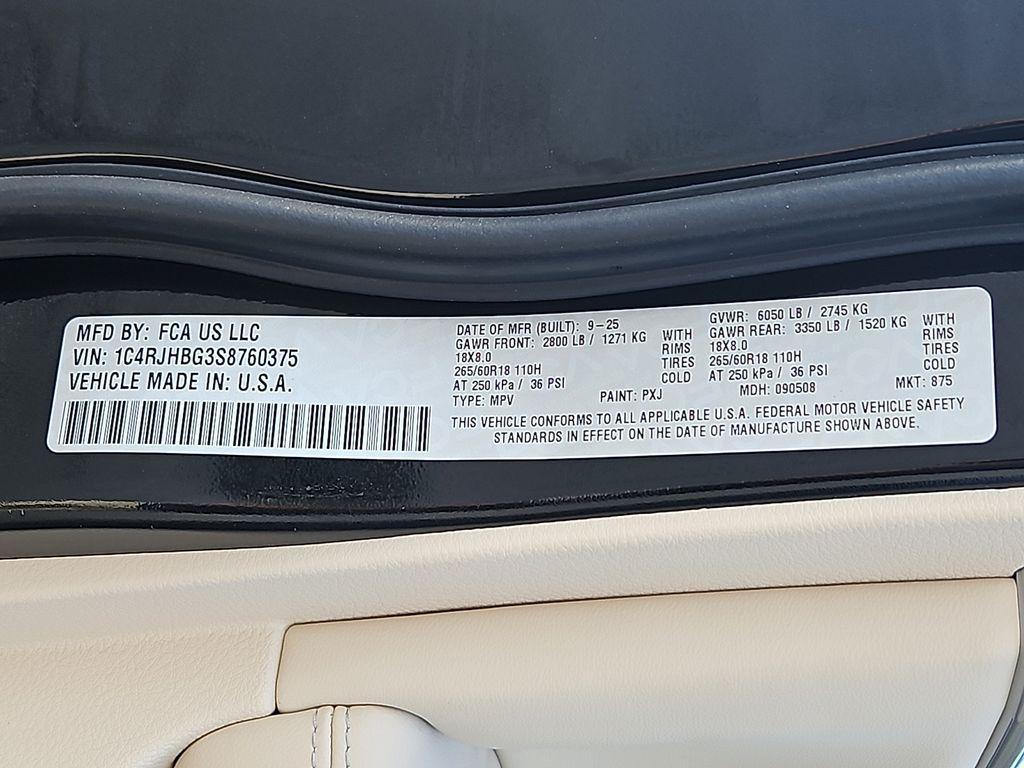 MFD BY: FCA US LLC
VIN: 1C4RJHBG3S8760375
VEHICLE MADE IN: U.S.A.
DATE OF MFR (BUILT): 9-25
GAWR FRONT: 2800 LB / 1271 KG WITH
18X8.0 RIMS
265/60R18 110H TIRES
AT 250 kPa / 36 PSI COLD
TYPE: MPV PAINT: PXJ
GVWR: 6050 LB / 2745 KG
GAWR REAR: 3350 LB / 1520 KG WITH
18X8.0 RIMS
265/60R18 110H TIRES
AT 250 kPa / 36 PSI COLD
MDH: 090508 MKT: 875
THIS VEHICLE CONFORMS TO ALL APPLICABLE U.S.A. FEDERAL MOTOR VEHICLE SAFETY
STANDARDS IN EFFECT ON THE DATE OF MANUFACTURE SHOWN ABOVE.